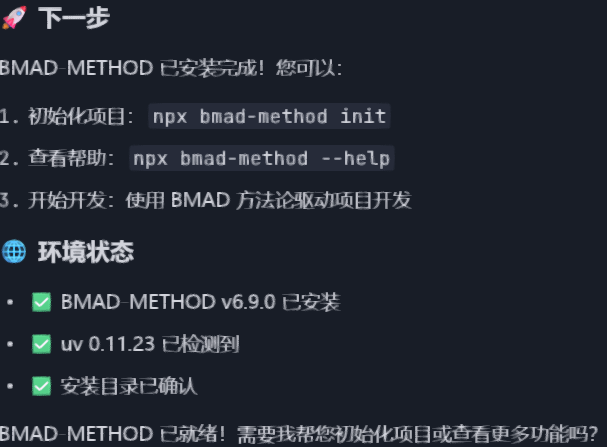 🚀 下一步
BMAD-METHOD 已安装完成！您可以：
1. 初始化项目： npx bmad-method init
2. 查看帮助： npx bmad-method --help
3. 开始开发：使用 BMAD 方法论驱动项目开发
🌐 环境状态
• ✅ BMAD-METHOD v6.9.0 已安装
• ✅ uv 0.11.23 已检测到
• ✅ 安装目录已确认
BMAD-METHOD 已就绪！需要我帮您初始化项目或查看更多功能吗？